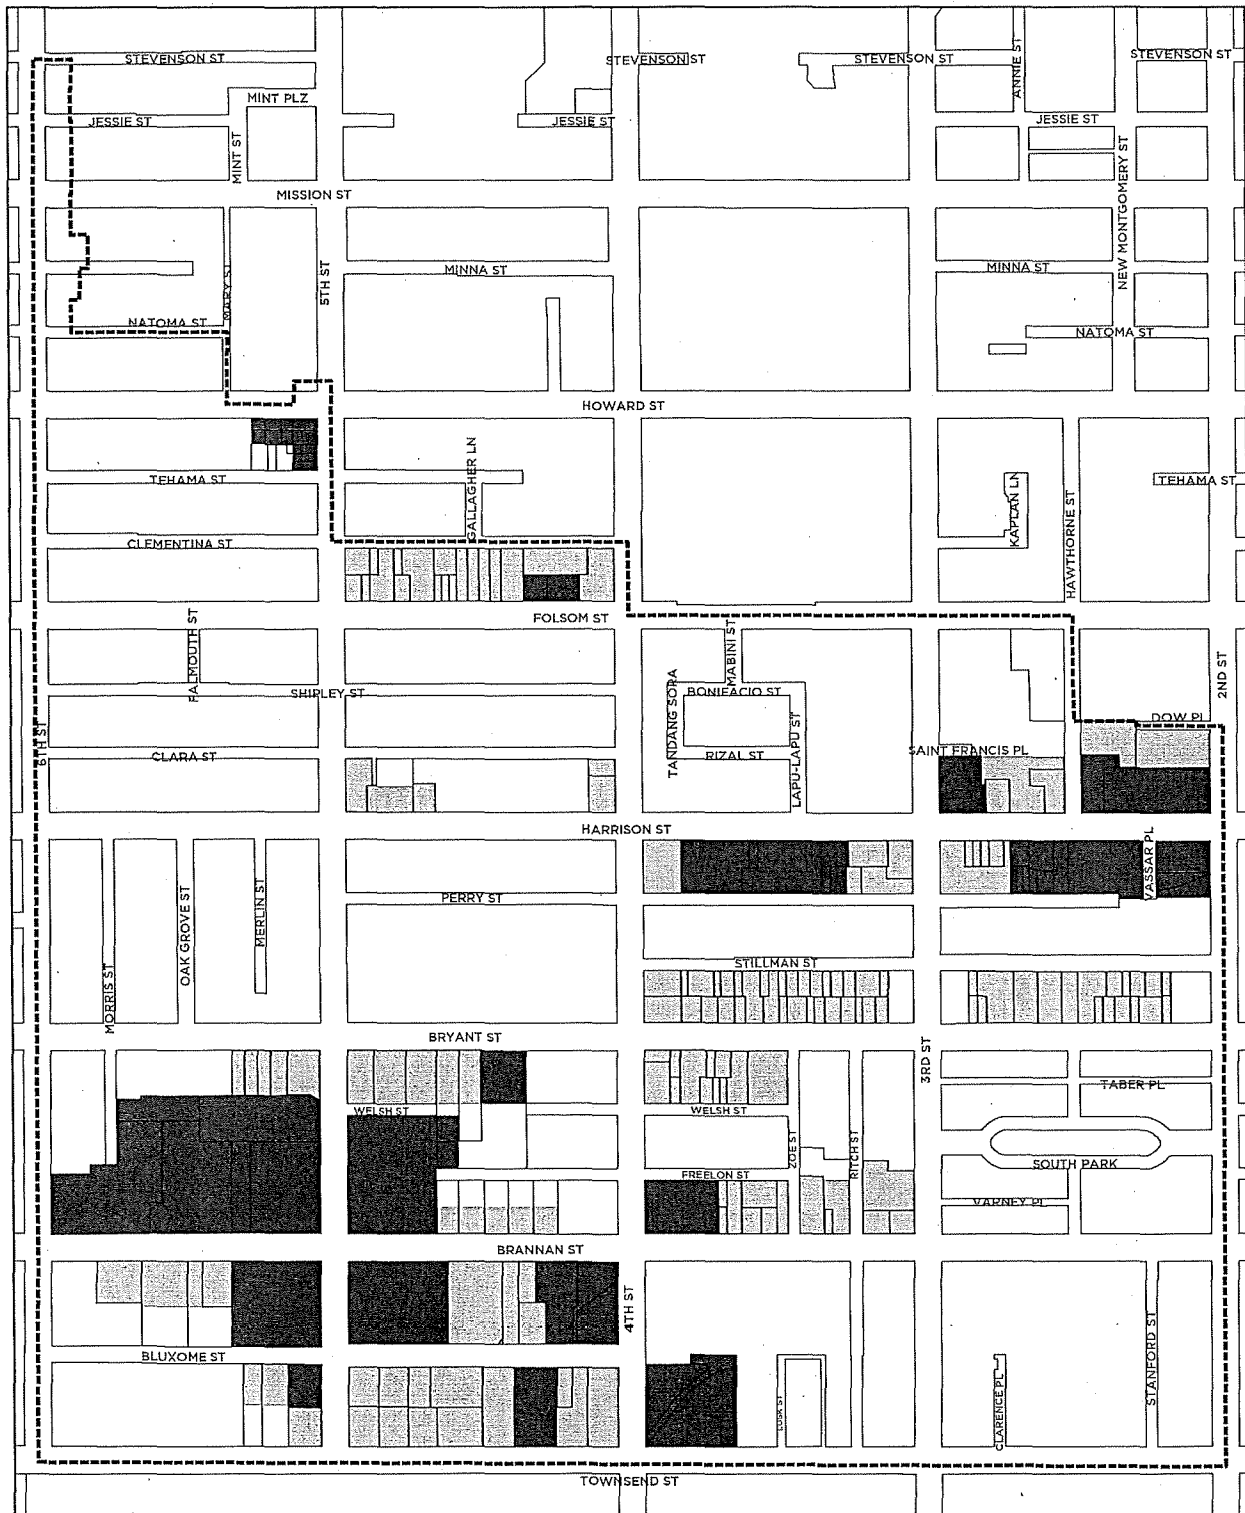 STEVENSON ST
STEVENSON ST
STEVENSON ST
STEVENSON ST
ANNIE ST
MINT PLZ
JESSIE ST
JESSIE ST
JESSIE ST
MINT ST
NEW MONTGOMERY ST
MISSION ST
MINNA ST
MINNA ST
MARY ST
5TH ST
NATOMA ST
NATOMA ST
HOWARD ST
GALLAGHER LN
TEHAMA ST
TEHAMA ST
KAPLAN LN
HAWTHORNE ST
CLEMENTINA ST
FOLSOM ST
FALMOUTH ST
MABINI ST
2ND ST
SHIPLEY ST
BONIFACIO ST
TANDANG SORA
LAPU-LAPU ST
DOW PL
6TH ST
CLARA ST
RIZAL ST
SAINT FRANCIS PL
HARRISON ST
VASSAR PL
PERRY ST
OAK GROVE ST
MERLIN ST
MORRIS ST
STILLMAN ST
BRYANT ST
3RD ST
TABER PL
WELSH ST
WELSH ST
ZOE ST
RITCH ST
SOUTH PARK
FREELON ST
VARNEY PL
BRANNAN ST
4TH ST
BLUXOME ST
STANFORD ST
LUSK ST
CLARENCE PL
TOWNSEND ST